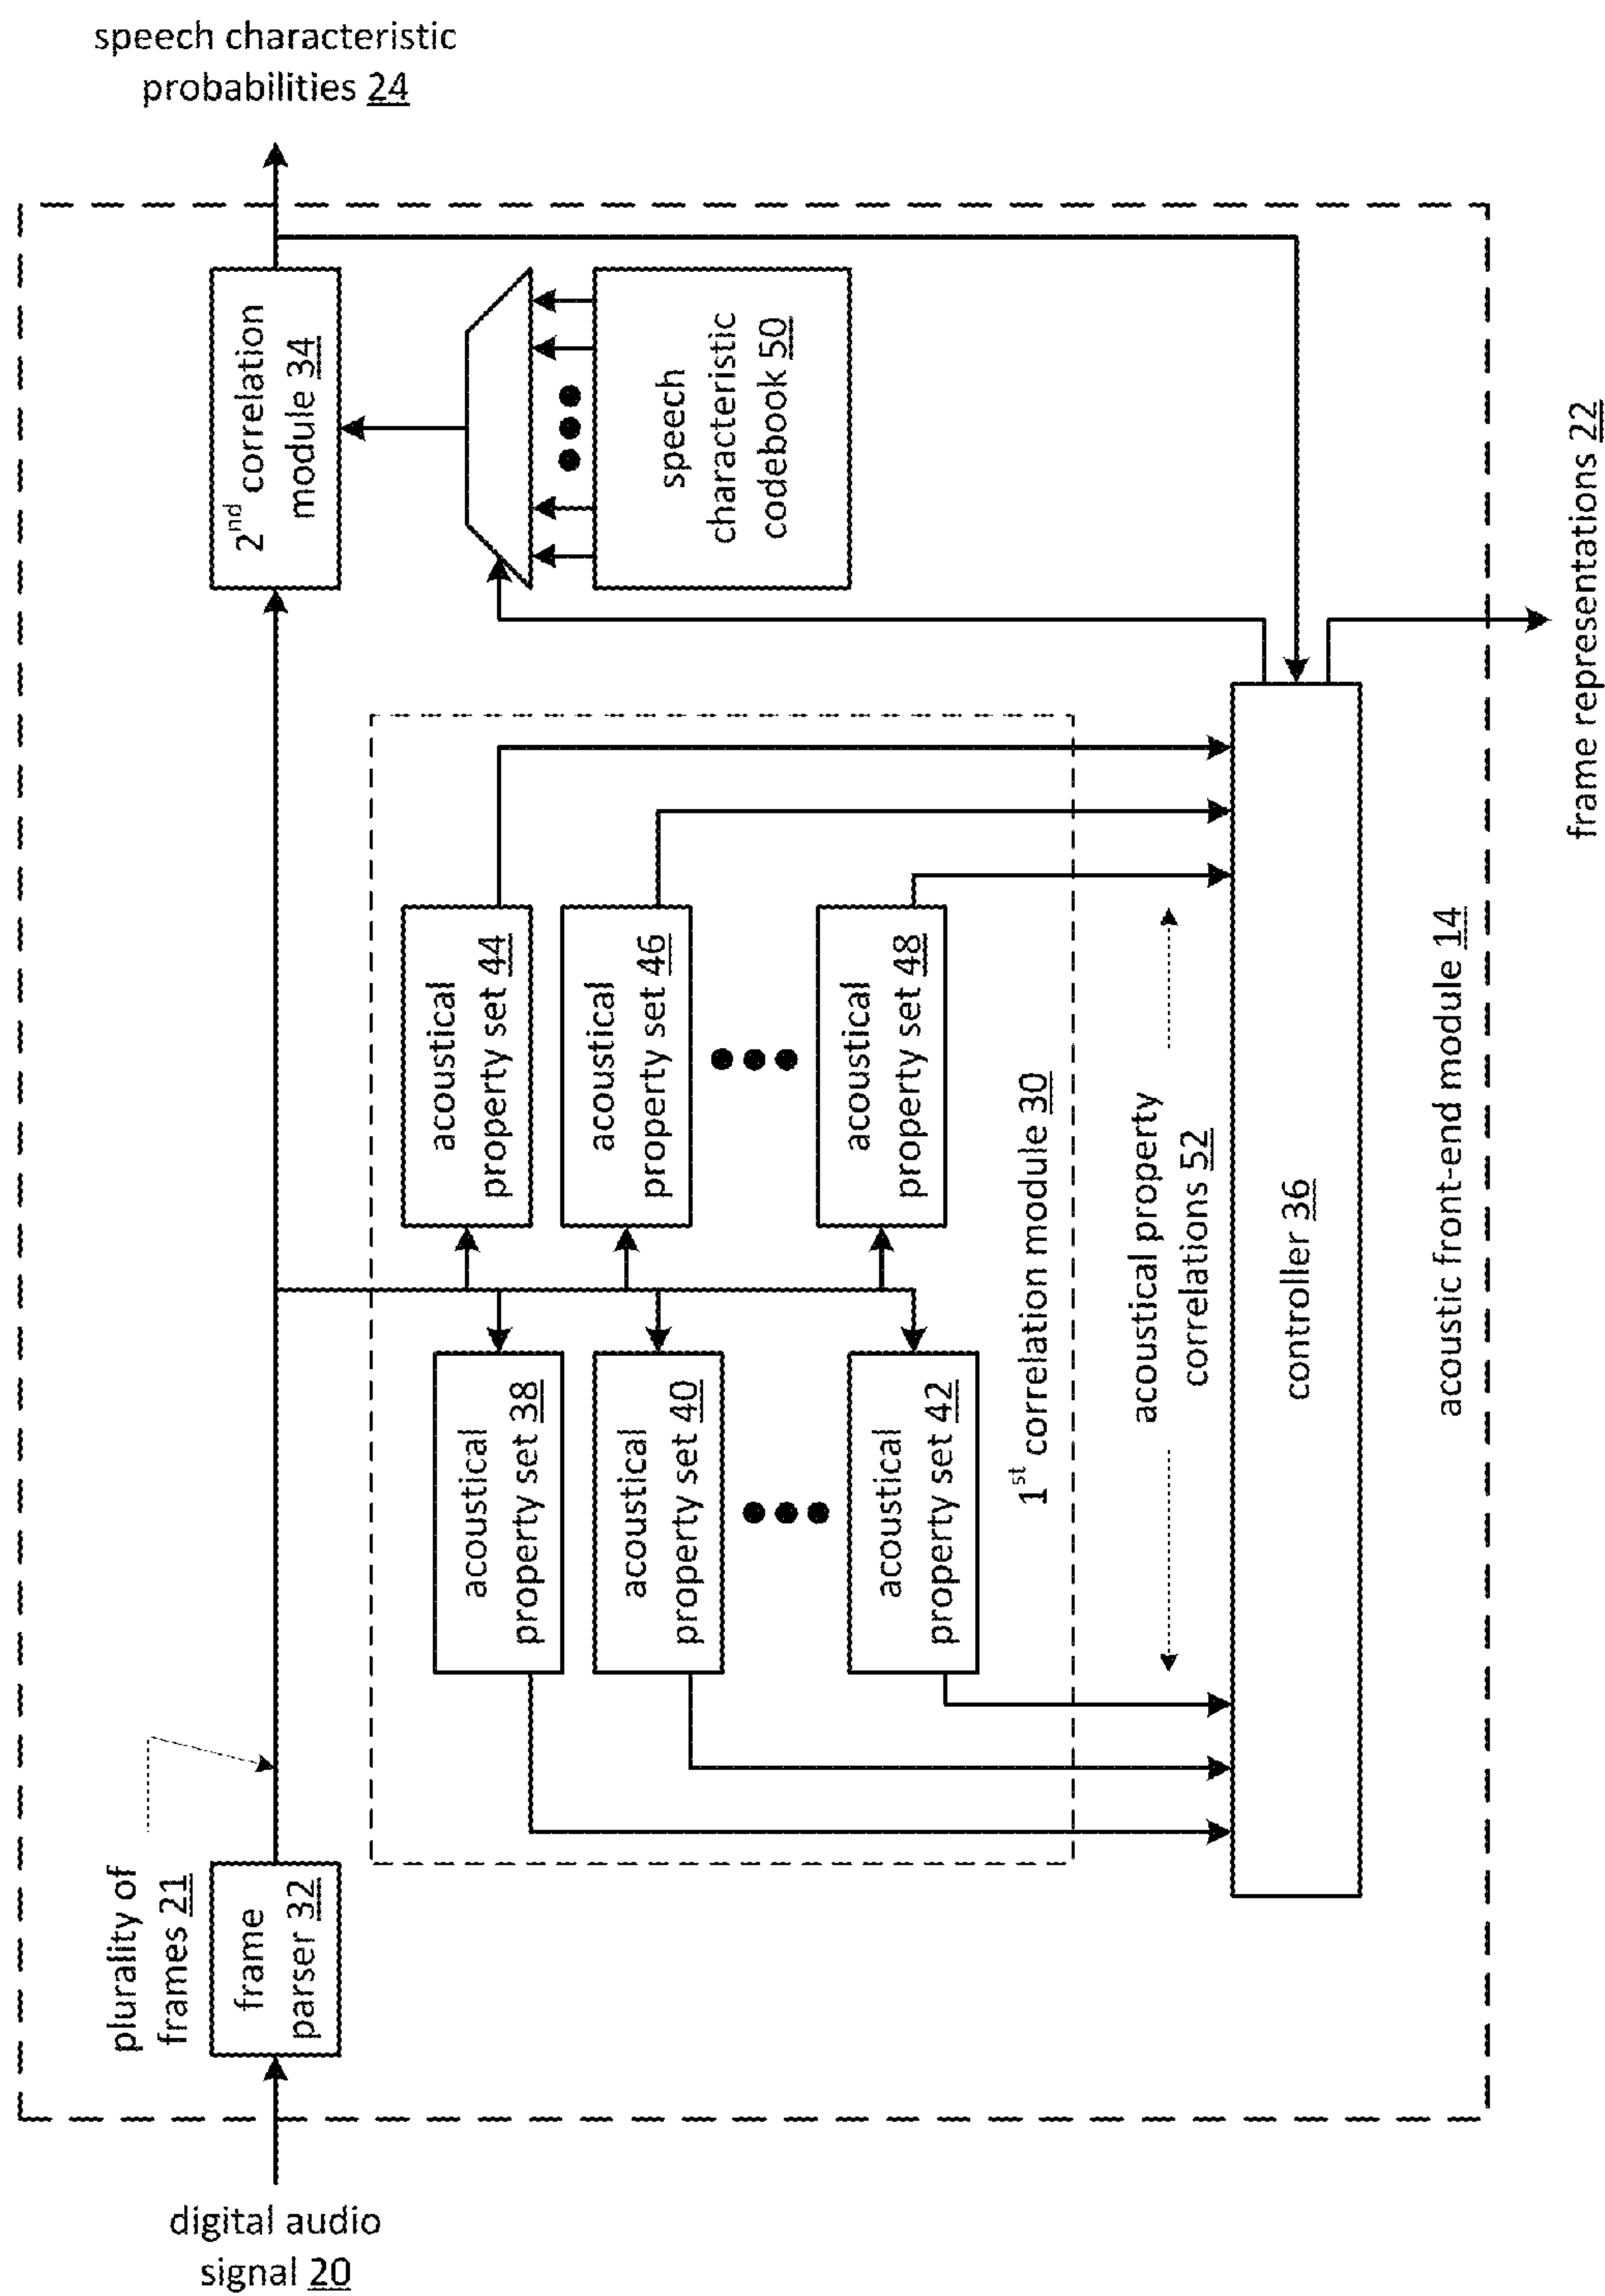 speech characteristic
probabilities 24
2nd correlation
module 34
speech
characteristic
codebook 50
frame representations 22
acoustical
property set 44
acoustical
property set 46
acoustical
property set 48
1st correlation module 30
acoustical property
correlations 52
controller 36
acoustic front-end module 14
acoustical
property set 38
acoustical
property set 40
acoustical
property set 42
plurality of
frames 21
frame
parser 32
digital audio
signal 20